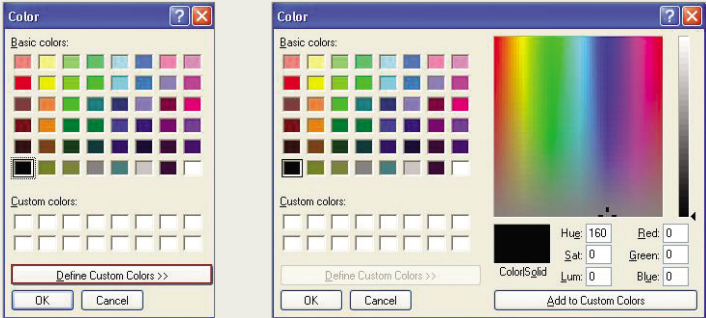 Color
Basic colors:
Custom colors:
Define Custom Colors >>
OK Cancel
Color
Basic colors:
Custom colors:
Define Custom Colors >>
OK Cancel
Hue: 160 Red: 0
Sat: 0 Green: 0
Color|Solid Lum: 0 Blue: 0
Add to Custom Colors